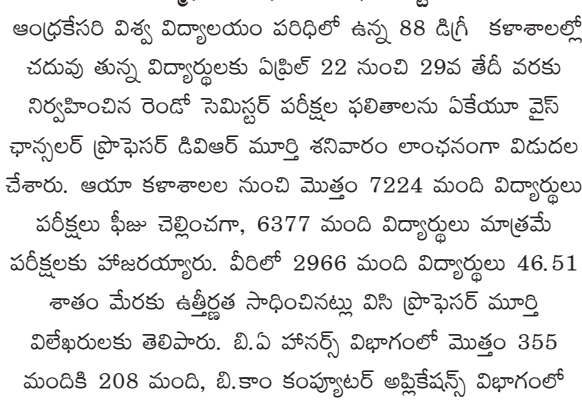 ఆంధ్రకేసరి విశ్వ విద్యాలయం పరిధిలో ఉన్న 88 డిగ్రీ కళాశాలల్లో
చదువు తున్న విద్యార్థులకు ఏప్రిల్ 22 నుంచి 29వ తేదీ వరకు
నిర్వహించిన రెండో సెమిస్టర్ పరీక్షల ఫలితాలను ఏకేయూ వైస్
ఛాన్సలర్ ప్రొఫెసర్ డివిఆర్ మూర్తి శనివారం లాంఛనంగా విడుదల
చేశారు. ఆయా కళాశాలల నుంచి మొత్తం 7224 మంది విద్యార్థులు
పరీక్షలు ఫీజు చెల్లించగా, 6377 మంది విద్యార్థులు మాత్రమే
పరీక్షలకు హాజరయ్యారు. వీరిలో 2966 మంది విద్యార్థులు 46.51
శాతం మేరకు ఉత్తీర్ణత సాధించినట్లు విసి ప్రొఫెసర్ మూర్తి
విలేఖరులకు తెలిపారు. బి.ఏ హానర్స్ విభాగంలో మొత్తం 355
మందికి 208 మంది, బి.కాం కంప్యూటర్ అప్లికేషన్స్ విభాగంలో